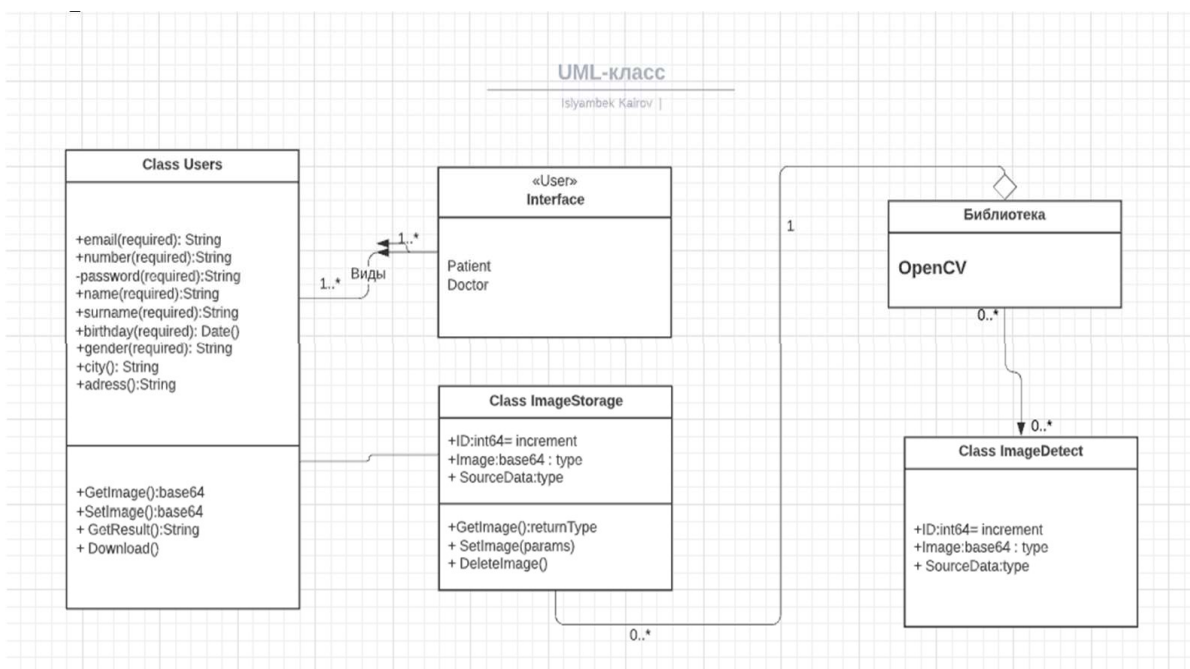 UML-класс
Islyambek Kairov |
Class Users
+email(required): String
+number(required):String
-password(required):String
+name(required):String
+surname(required):String
+birthday(required): Date()
+gender(required): String
+city(): String
+adress():String
+GetImage():base64
+SetImage():base64
+ GetResult():String
+ Download()
1..*
Виды
1..*
«User»
Interface
Patient
Doctor
Class ImageStorage
+ID:int64= increment
+Image:base64 : type
+ SourceData:type
+GetImage():returnType
+ SetImage(params)
+ DeleteImage()
0..*
1
Библиотека
OpenCV
0..*
0..*
Class ImageDetect
+ID:int64= increment
+Image:base64 : type
+ SourceData:type